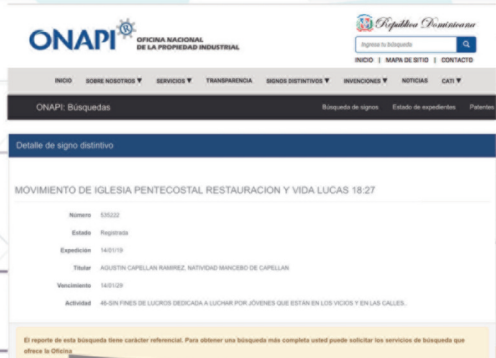 ONAPI
OFICINA NACIONAL
DE LA PROPIEDAD INDUSTRIAL
República Dominicana
Ingrese tu búsqueda
INICIO | MAPA DE SITIO | CONTACTO
INICIO SOBRE NOSOTROS ▼ SERVICIOS ▼ TRANSPARENCIA SIGNOS DISTINTIVOS ▼ INVENCIONES ▼ NOTICIAS CATI ▼
ONAPI: Búsquedas Búsqueda de signos Estado de expedientes Patentes,
Detalle de signo distintivo
MOVIMIENTO DE IGLESIA PENTECOSTAL RESTAURACION Y VIDA LUCAS 18:27
Número 535222
Estado Registrada
Expedición 14/01/19
Titular AGUSTIN CAPELLAN RAMIREZ, NATIVIDAD MANCEBO DE CAPELLAN
Vencimiento 14/01/29
Actividad 46-SIN FINES DE LUCROS DEDICADA A LUCHAR POR JÓVENES QUE ESTAN EN LOS VICIOS Y EN LAS CALLES.
El reporte de esta búsqueda tiene carácter referencial. Para obtener una búsqueda más completa usted puede solicitar los servicios de búsqueda que
ofrece la Oficina